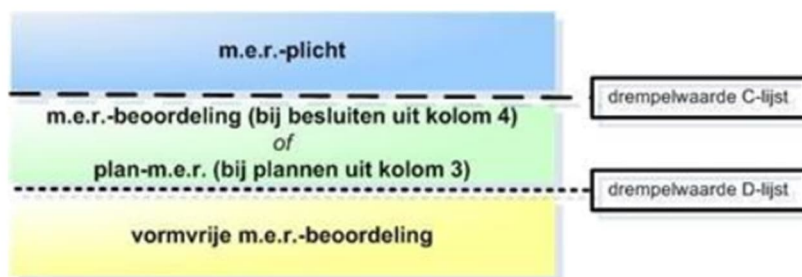 m.e.r.-plicht
drempelwaarde C-lijst
m.e.r.-beoordeling (bij besluiten uit kolom 4)
of
plan-m.e.r. (bij plannen uit kolom 3)
drempelwaarde D-lijst
vormvrije m.e.r.-beoordeling